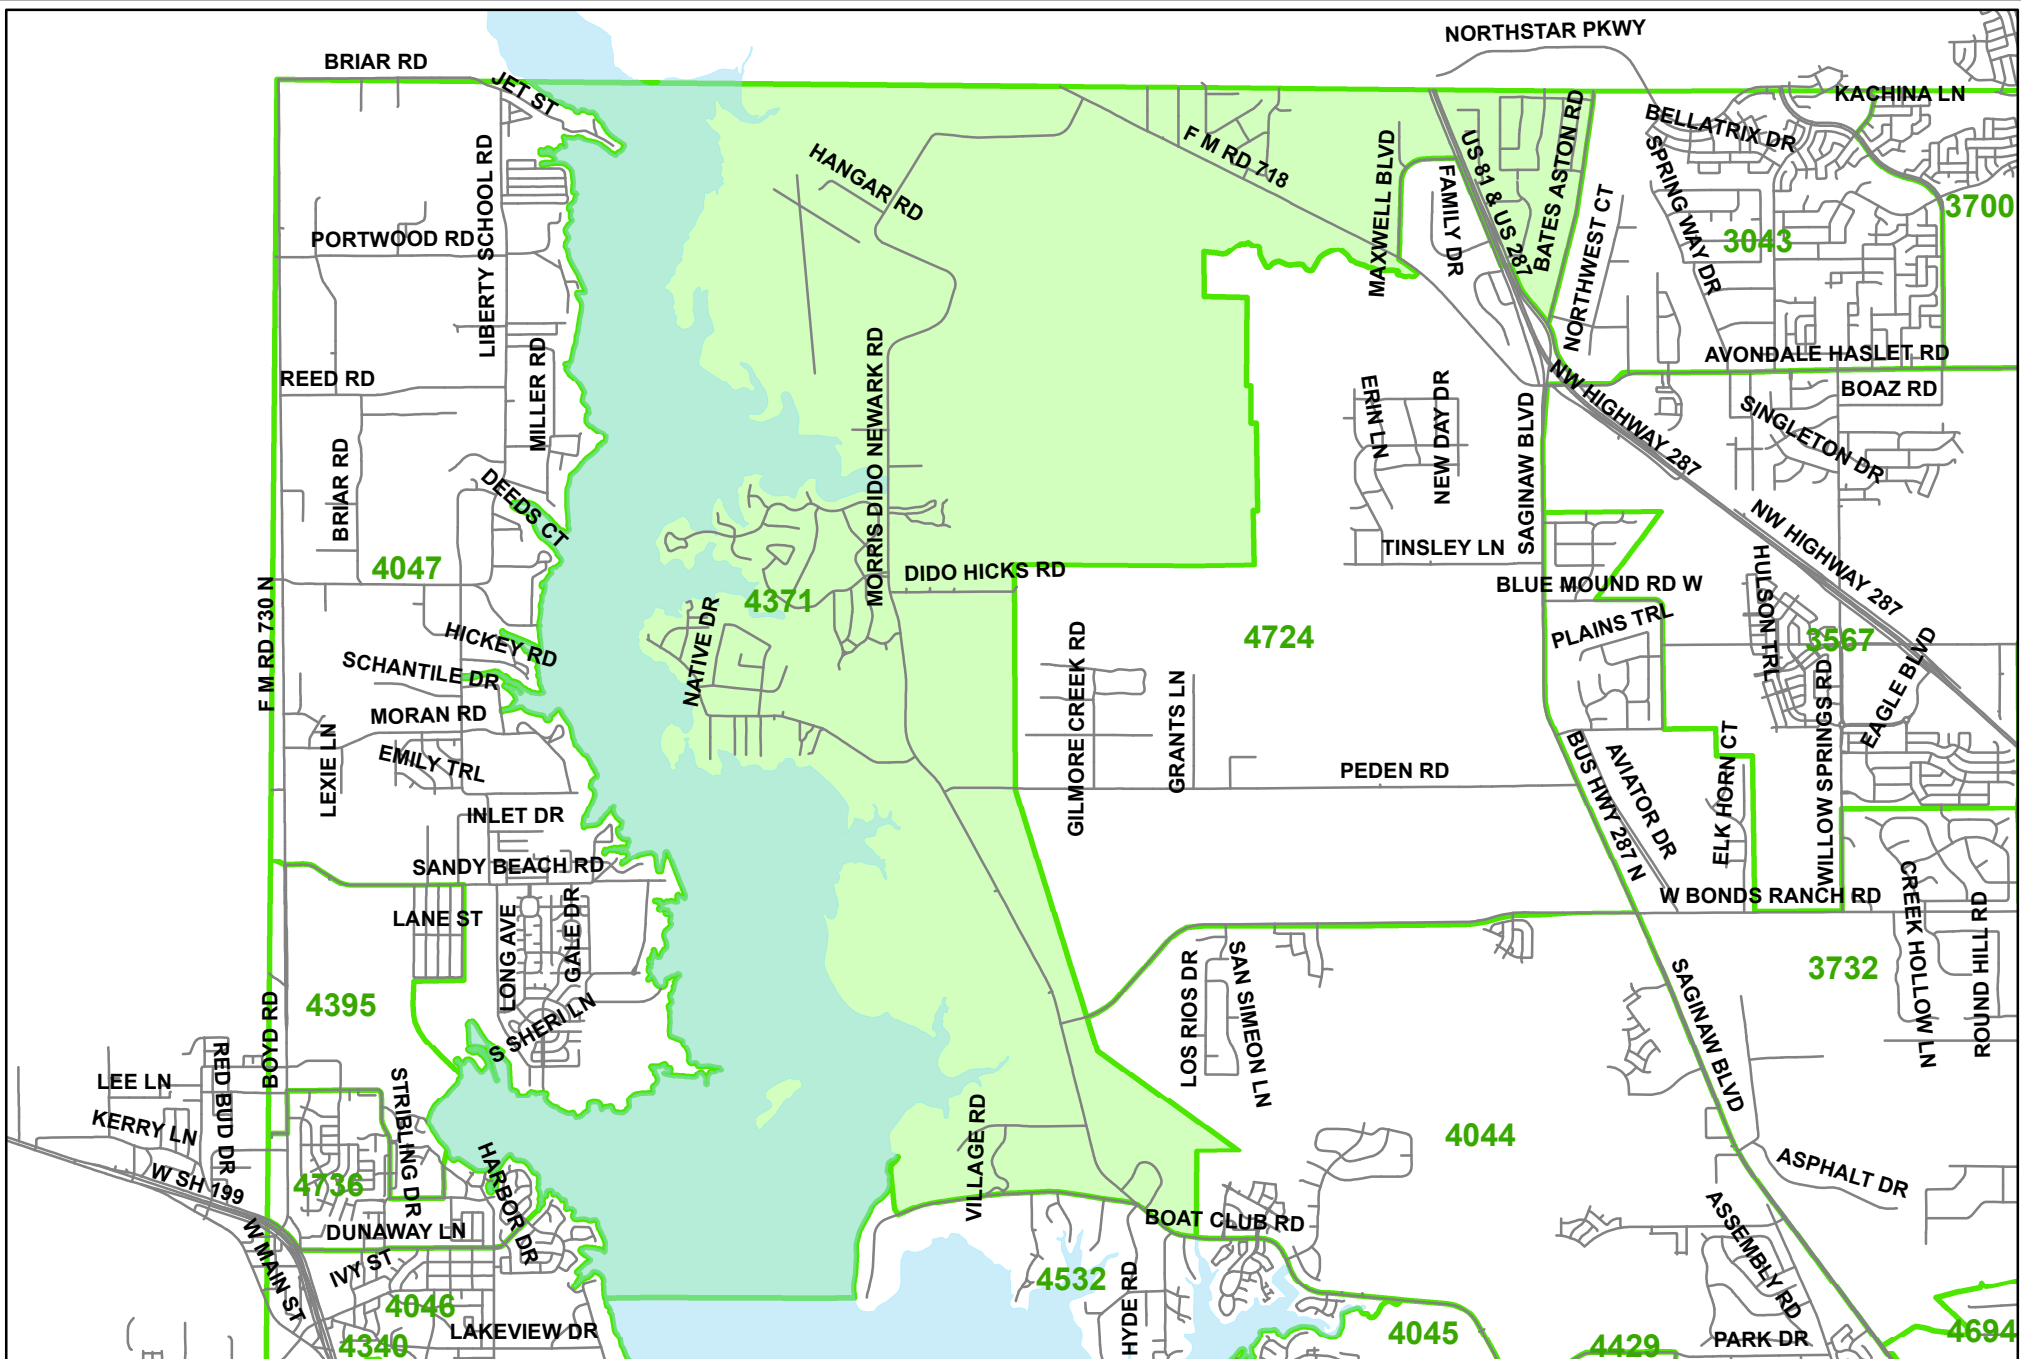 NORTHSTAR PKWY
BRIAR RD
JET ST
KACHINA LN
BELLATRIX DR
F M RD 718
HANGAR RD
MAXWELL BLVD
FAMILY DR
US 81 & US 287
BATES ASTON RD
NORTHWEST CT
SPRING WAY DR
3700
3043
LIBERTY SCHOOL RD
PORTWOOD RD
AVONDALE HASLET RD
BOAZ RD
REED RD
MILLER RD
MORRIS DIDO NEWARK RD
ERIN LN
NEW DAY DR
SAGINAW BLVD
NW HIGHWAY 287
SINGLETON DR
BRIAR RD
DEEDS CT
NW HIGHWAY 287
TINSLEY LN
4047
DIDO HICKS RD
BLUE MOUND RD W
HULSON TRL
4371
F M RD 730 N
NATIVE DR
HICKEY RD
4724
PLAINS TRL
3567
GILMORE CREEK RD
SCHANTILE DR
EAGLE BLVD
MORAN RD
GRANTS LN
WILLOW SPRINGS RD
LEXIE LN
EMILY TRL
PEDEN RD
BUS HWY 287 N
AVIATOR DR
ELK HORN CT
INLET DR
SANDY BEACH RD
W BONDS RANCH RD
LANE ST
LONG AVE
GALE DR
CREEK HOLLOW LN
ROUND HILL RD
3732
4395
LOS RIOS DR
SAN SIMEON LN
SAGINAW BLVD
S SHERI LN
BOYD RD
RED BUD DR
LEE LN
STRIBLING DR
KERRY LN
VILLAGE RD
4044
HARBOR DR
W SH 199
4736
ASPHALT DR
ASSEMBLY RD
DUNAWAY LN
BOAT CLUB RD
W MAIN ST
IVY ST
4532
HYDE RD
4046
LAKEVIEW DR
4340
4045
4429
PARK DR
4694